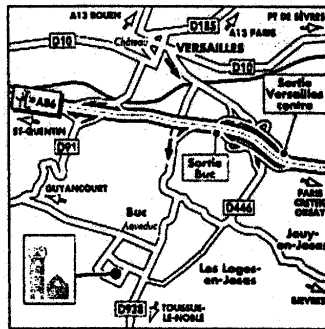 A13 ROUEN
D185
A13 PARIS
PT DE SÈVRES
D10
Château
VERSAILLES
D10
Sortie
Versailles
centre
A86
ST-QUENTIN
D91
Sortie
Buc
GUYANCOURT
PARIS
CRETEIL
ORSAY
Buc
Aqueduc
D446
Jouy-
en-Josas
Les Loges-
en-Josas
BIEVRES
D938
TOUSSUS-
LE-NOBLE